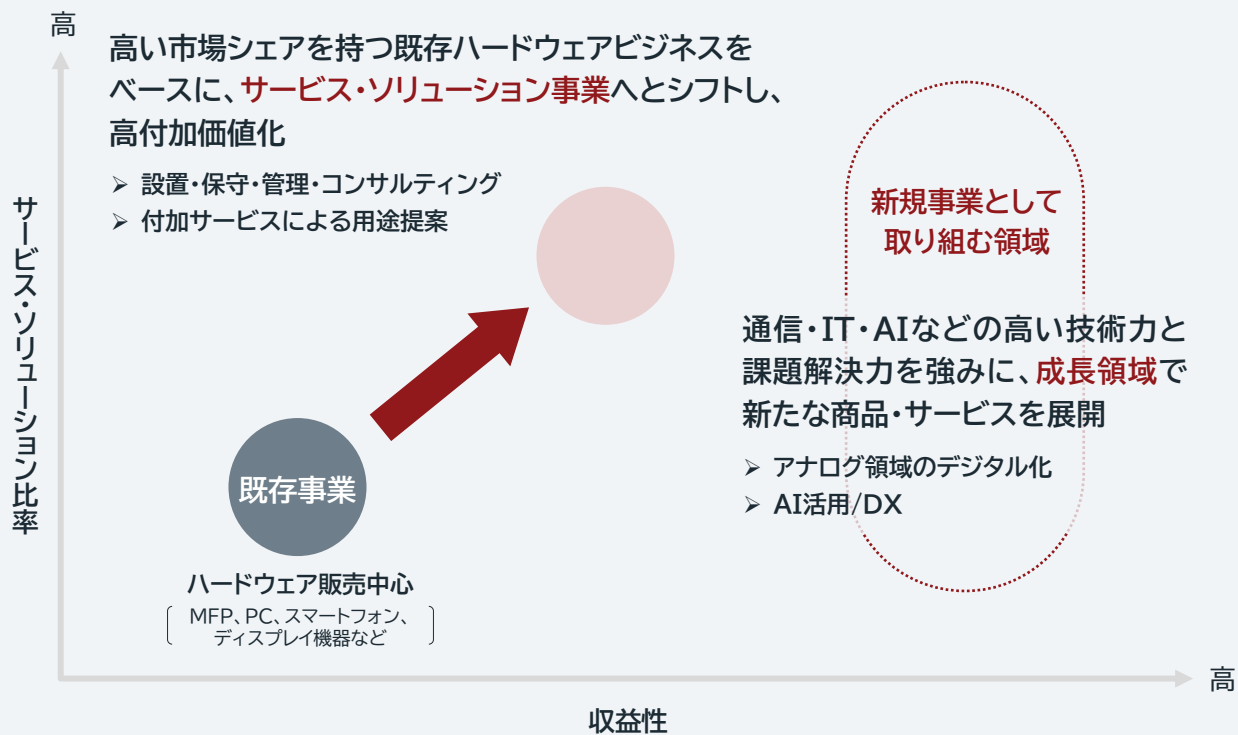 高
高い市場シェアを持つ既存ハードウェアビジネスを
ベースに、サービス・ソリューション事業へとシフトし、
高付加価値化
➢ 設置・保守・管理・コンサルティング
➢ 付加サービスによる用途提案
サービス・ソリューション比率
新規事業として
取り組む領域
通信・IT・AIなどの高い技術力と
課題解決力を強みに、成長領域で
新たな商品・サービスを展開
➢ アナログ領域のデジタル化
➢ AI活用/DX
既存事業
ハードウェア販売中心
MFP、PC、スマートフォン、
ディスプレイ機器など
高
収益性